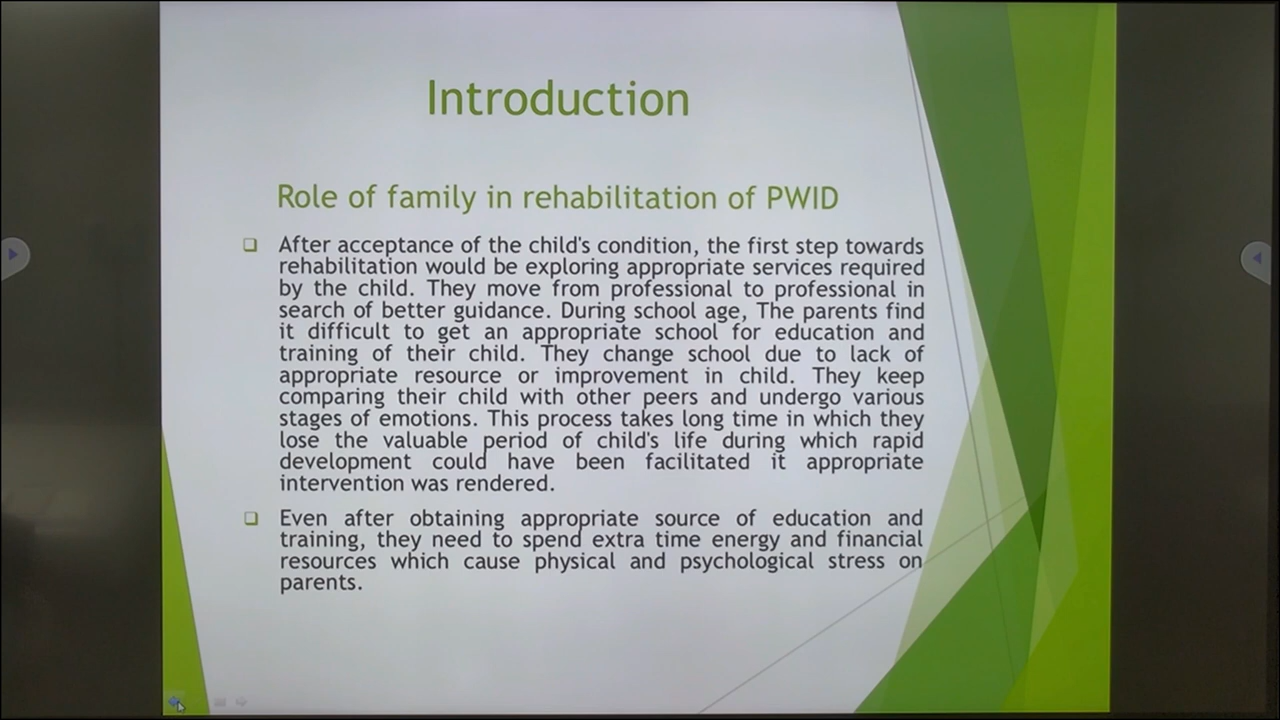 Introduction
Role of family in rehabilitation of PWID
After acceptance of the child's condition, the first step towards
rehabilitation would be exploring appropriate services required
by the child. They move from professional to professional in
search of better guidance. During school age, The parents find
it difficult to get an appropriate school for education and
training of their child. They change school due to lack of
appropriate resource or improvement in child. They keep
comparing their child with other peers and undergo various
stages of emotions. This process takes long time in which they
lose the valuable period of child's life during which rapid
development could have been facilitated it appropriate
intervention was rendered.
Even after obtaining appropriate source of education and
training, they need to spend extra time energy and financial
resources which cause physical and psychological stress on
parents.